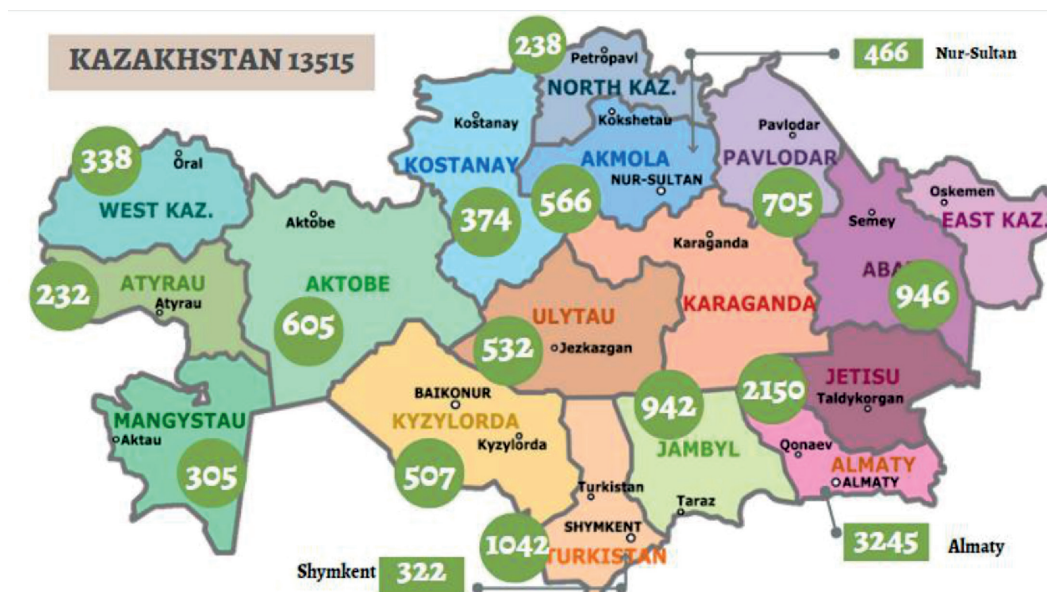 KAZAKHSTAN 13515
238
Petropavl
NORTH KAZ.
466
Nur-Sultan
Kostanay
KOSTANAY
374
Kokshetau
AKMOLA
NUR-SULTAN
566
Pavlodar
PAVLODAR
705
338
Oral
WEST KAZ.
Aktobe
AKTOBE
605
Karaganda
KARAGANDA
Semey
ABA
946
Oskemen
EAST KAZ.
ATYRAU
232
Atyrau
ULYTAU
532
Jezkazgan
MANGYSTAU
Aktau
305
BAIKONUR
KYZYLORDA
Kyzylorda
507
942
JAMBYL
Taraz
2150
JETISU
Taldykorgan
Qonaev
ALMATY
ALMATY
Turkistan
SHYMKENT
1042
TURKISTAN
Shymkent
322
3245
Almaty